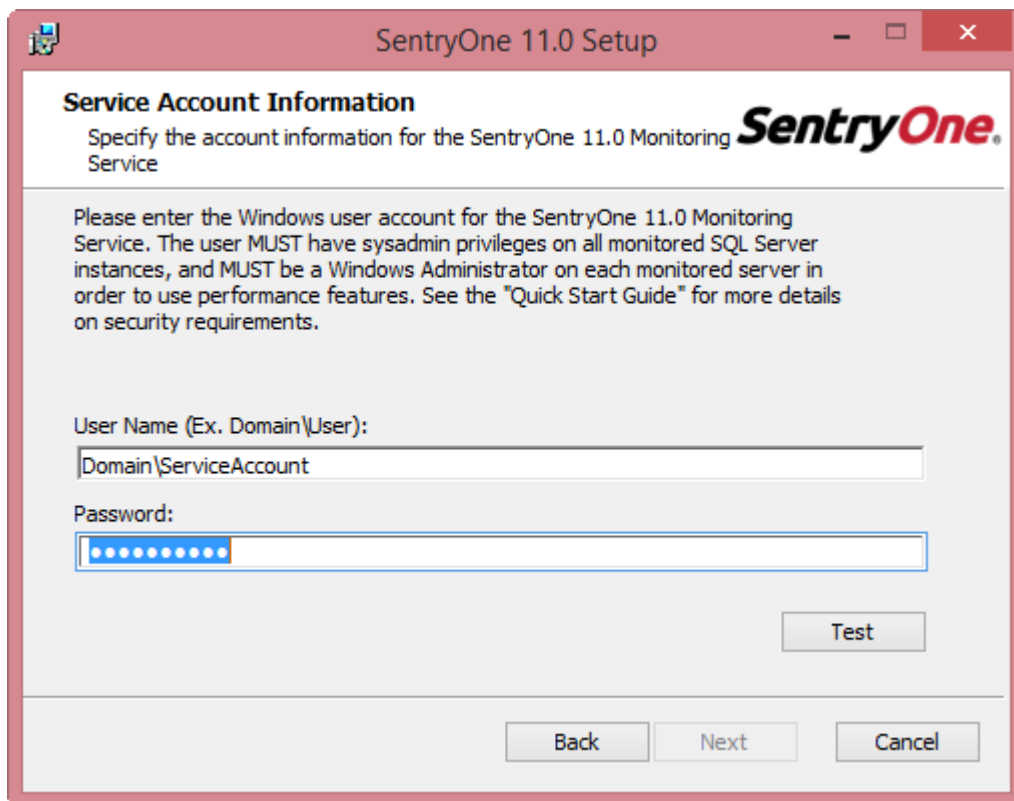 SentryOne 11.0 Setup
Service Account Information
Specify the account information for the SentryOne 11.0 Monitoring
Service
SentryOne.
Please enter the Windows user account for the SentryOne 11.0 Monitoring
Service. The user MUST have sysadmin privileges on all monitored SQL Server
instances, and MUST be a Windows Administrator on each monitored server in
order to use performance features. See the "Quick Start Guide" for more details
on security requirements.
User Name (Ex. Domain\User):
Domain\ServiceAccount
Password:
●●●●●●●●●●
Test
Back
Next
Cancel